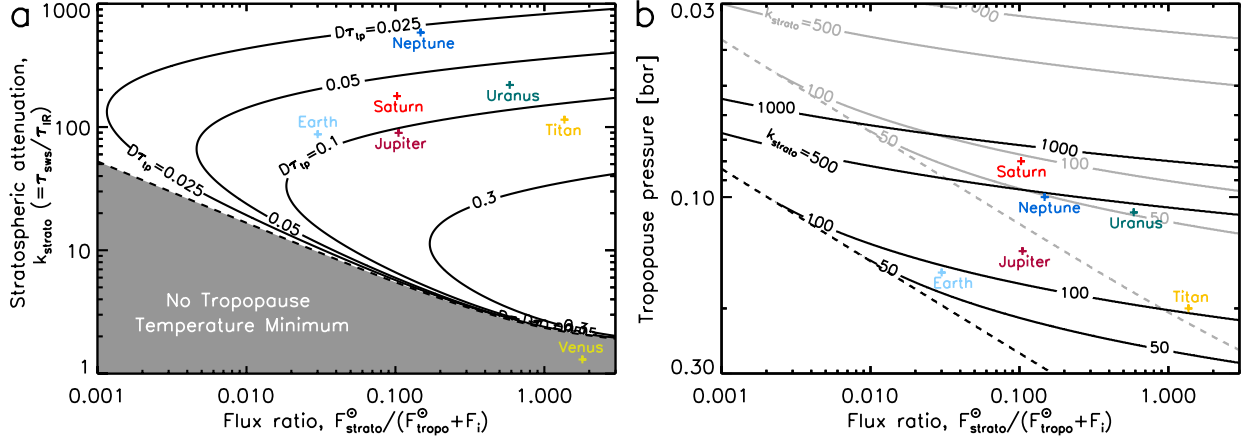 a
1000
100
10
1
0.001
0.010
0.100
1.000
Stratospheric attenuation,
k_strato (=τ_sws/τ_IR)
Flux ratio, F^⊙_strato/(F^⊙_tropo+F_i)
Dτ_tp=0.025
Neptune
0.05
Uranus
Saturn
Earth
Jupiter
Titan
Dτ_tp=0.1
Dτ_tp=0.025
0.05
0.3
0.3
No Tropopause
Temperature Minimum
Venus
b
0.03
0.10
0.30
0.001
0.010
0.100
1.000
Tropopause pressure [bar]
Flux ratio, F^⊙_strato/(F^⊙_tropo+F_i)
k_strato=500
1000
100
50
1000
k_strato=500
100
Saturn
Neptune
Uranus
50
100
Jupiter
50
Earth
Titan
100
50